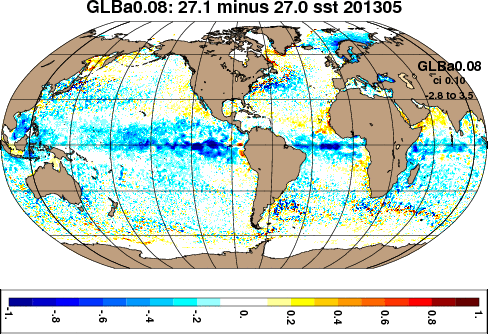 GLBa0.08: 27.1 minus 27.0 sst 201305
GLBa0.08
ci 0.10
-2.8 to 3.5
-1. -.8 -.6 -.4 -.2 0. 0.2 0.4 0.6 0.8 1.